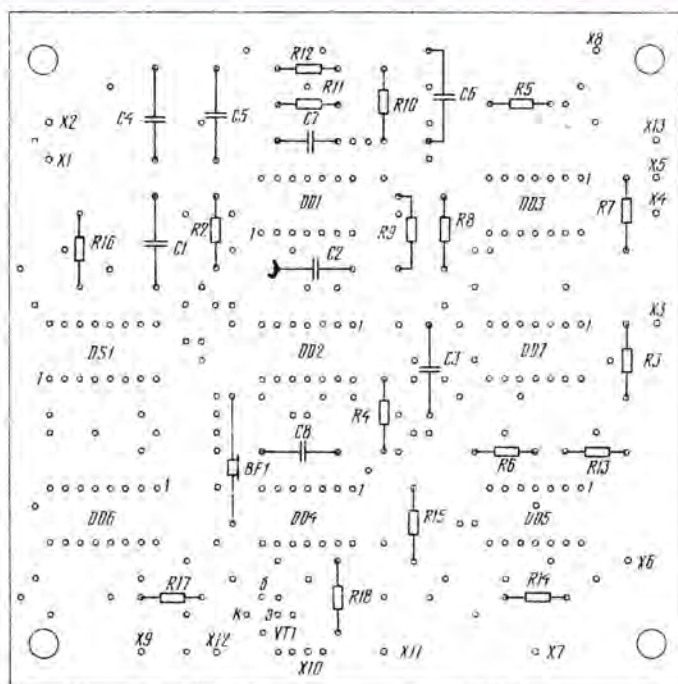 X8
R12
R11
C7
C4
C5
R10
C6
R5
X2
X13
X1
X5
X4
1
1
DD1
DD3
R7
R16
C1
R2
R9
R8
C2
X3
1
1
DS1
DD2
C3
DD7
R3
1
R4
C8
R6
R13
BF1
1
1
1
DD6
DD4
R15
DD5
X6
R17
Б
R18
R14
К
Э
VT1
X9
X12
X10
X11
X7